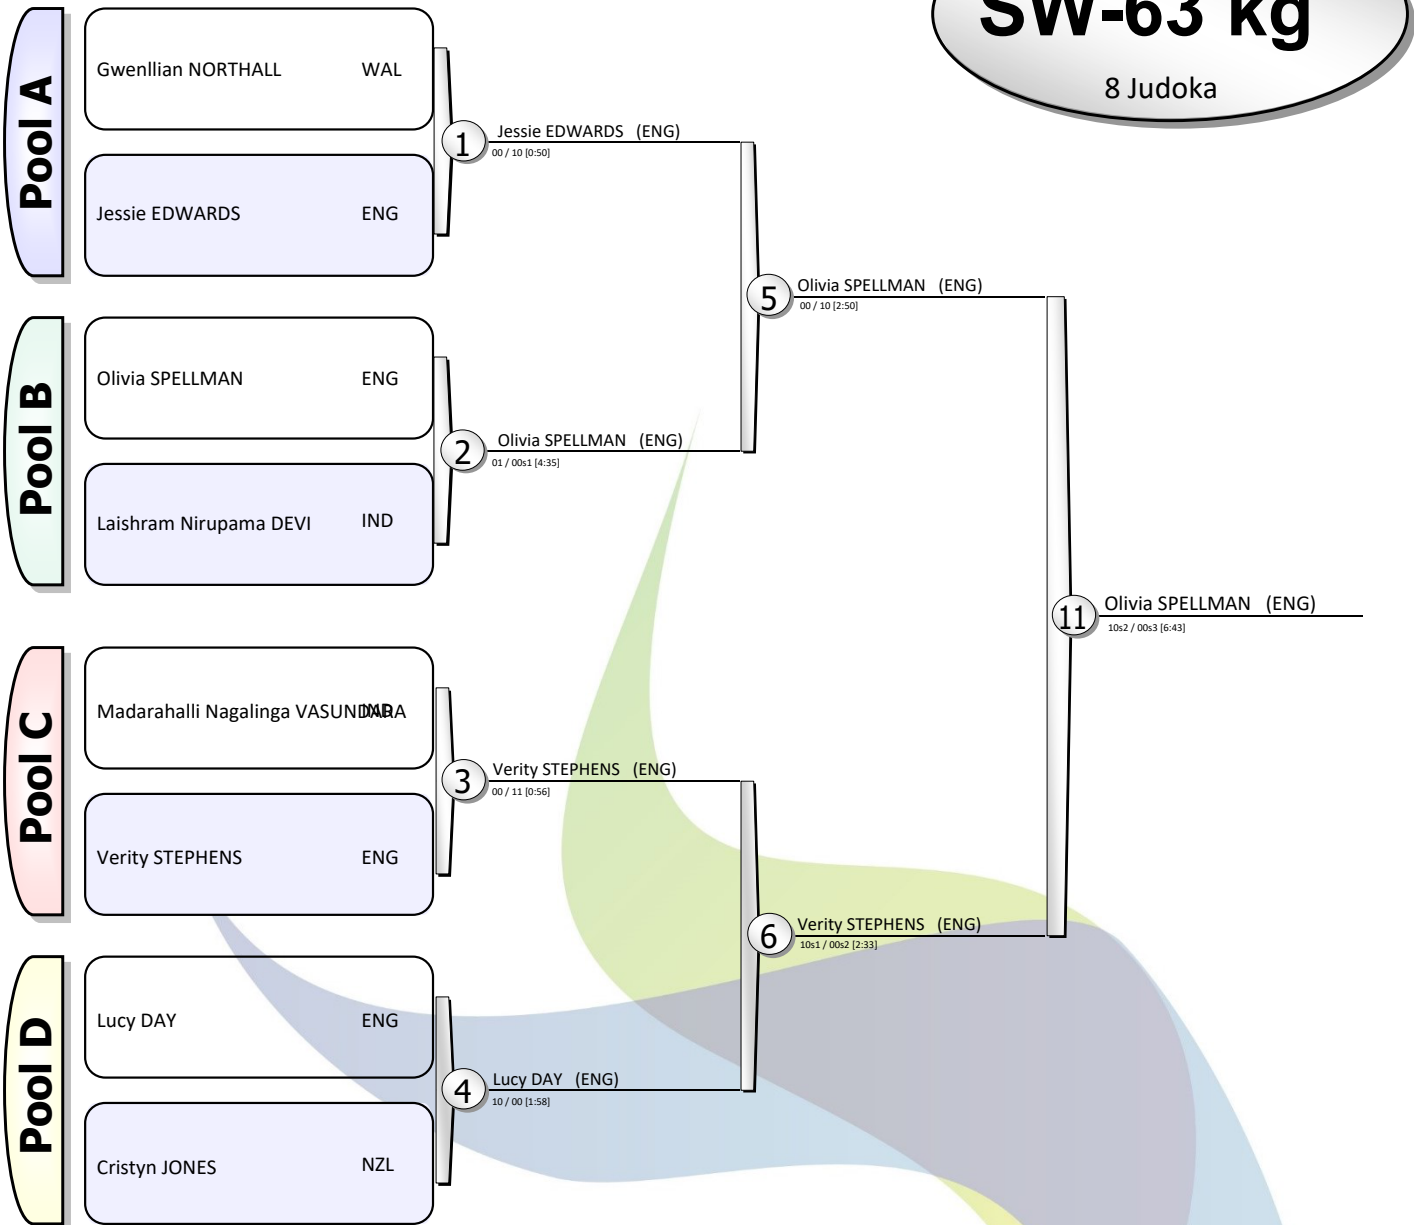 SW-63 kg
8 Judoka
Pool A
Gwenllian NORTHALL WAL
Jessie EDWARDS ENG
1
Jessie EDWARDS (ENG)
00 / 10 [0:50]
Pool B
Olivia SPELLMAN ENG
Laishram Nirupama DEVI IND
2
Olivia SPELLMAN (ENG)
01 / 00s1 [4:35]
5
Olivia SPELLMAN (ENG)
00 / 10 [2:50]
11
Olivia SPELLMAN (ENG)
10s2 / 00s3 [6:43]
Pool C
Madarahalli Nagalinga VASUNDARA IND
Verity STEPHENS ENG
3
Verity STEPHENS (ENG)
00 / 11 [0:56]
6
Verity STEPHENS (ENG)
10s1 / 00s2 [2:33]
Pool D
Lucy DAY ENG
Cristyn JONES NZL
4
Lucy DAY (ENG)
10 / 00 [1:58]